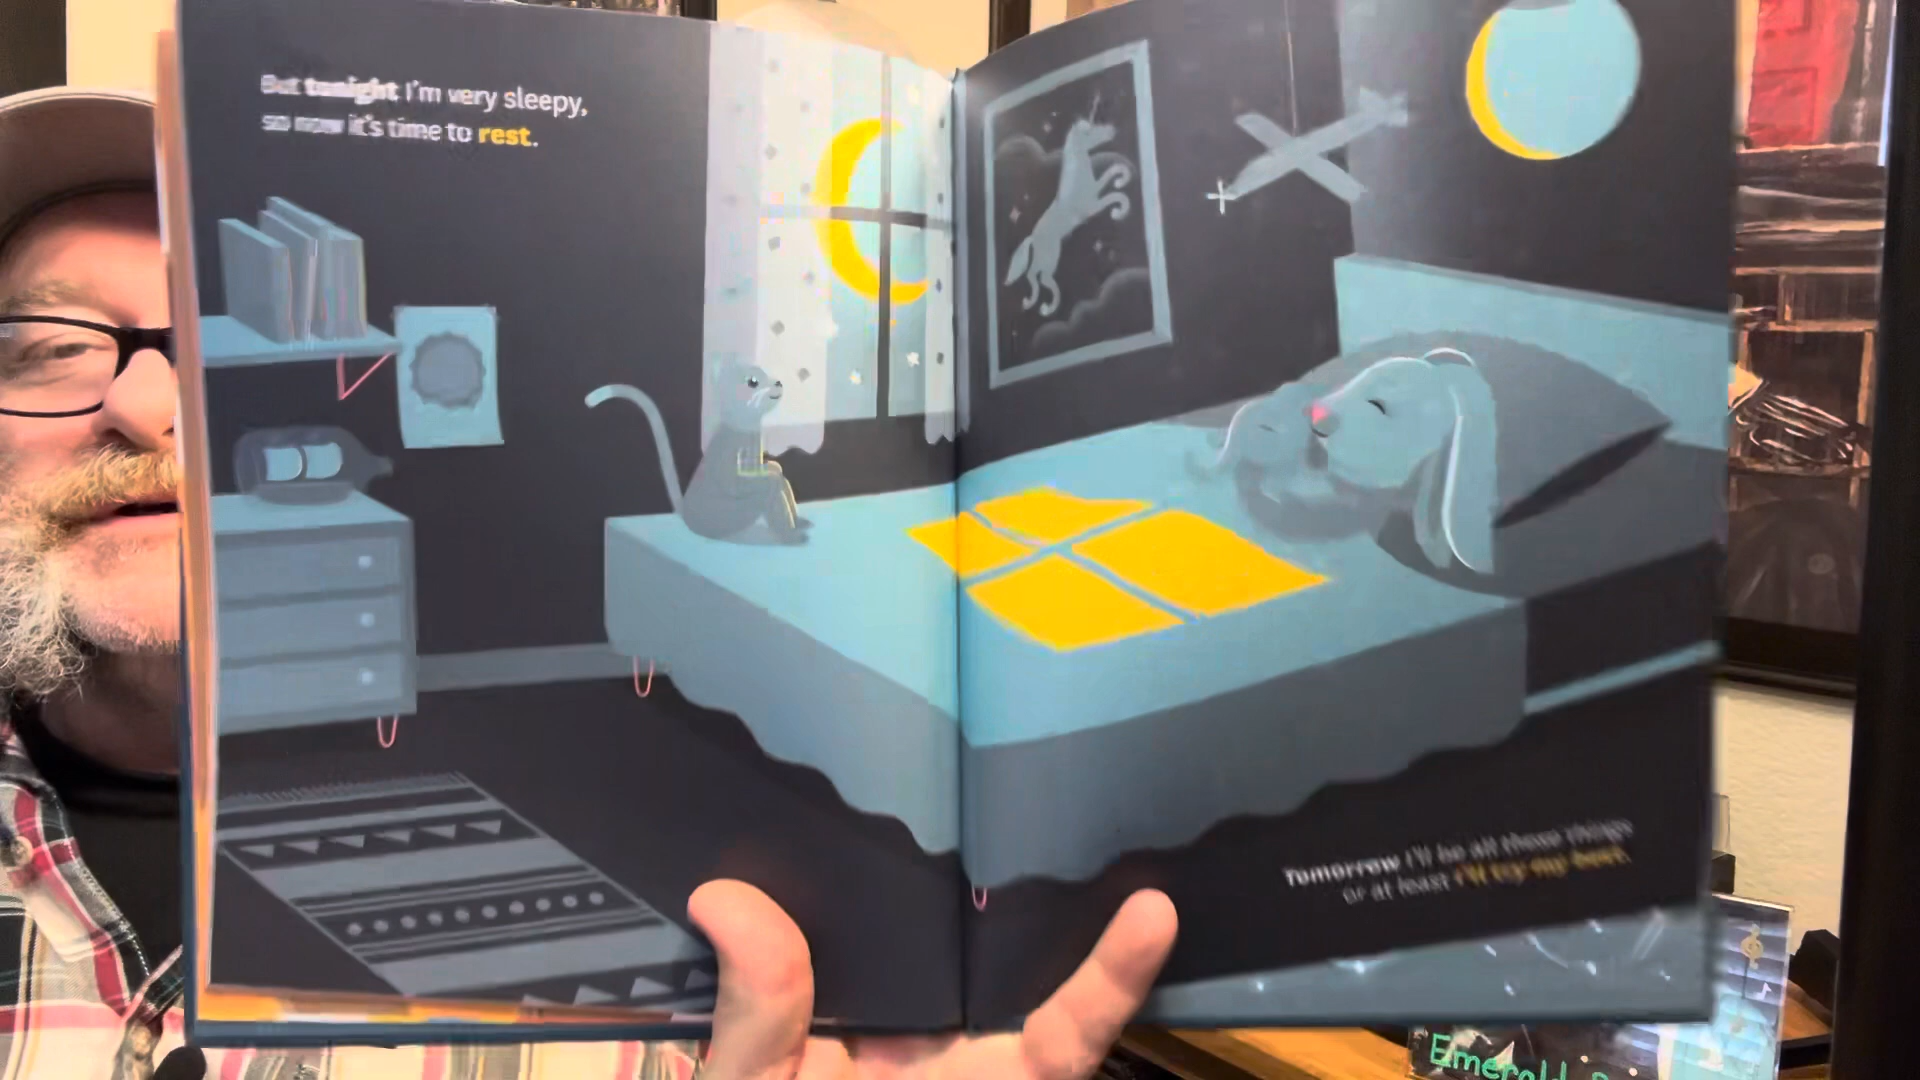 But tonight I'm very sleepy,
so now it's time to rest.
Tomorrow I'll be all those things
or at least I'll try my best.
Emerald